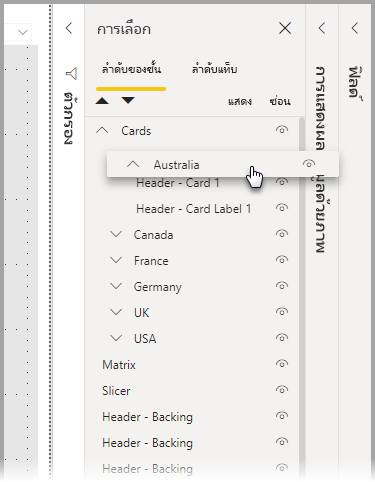 การเลือก
ลำดับของชั้น
ลำดับแท็บ
แสดง
ซ่อน
Cards
Australia
Header - Card 1
Header - Card Label 1
Canada
France
Germany
UK
USA
Matrix
Slicer
Header - Backing
Header - Backing
Header - Backing
ตัวกรอง
การแสดงผล
ด้วยภาพ
ฟิลด์